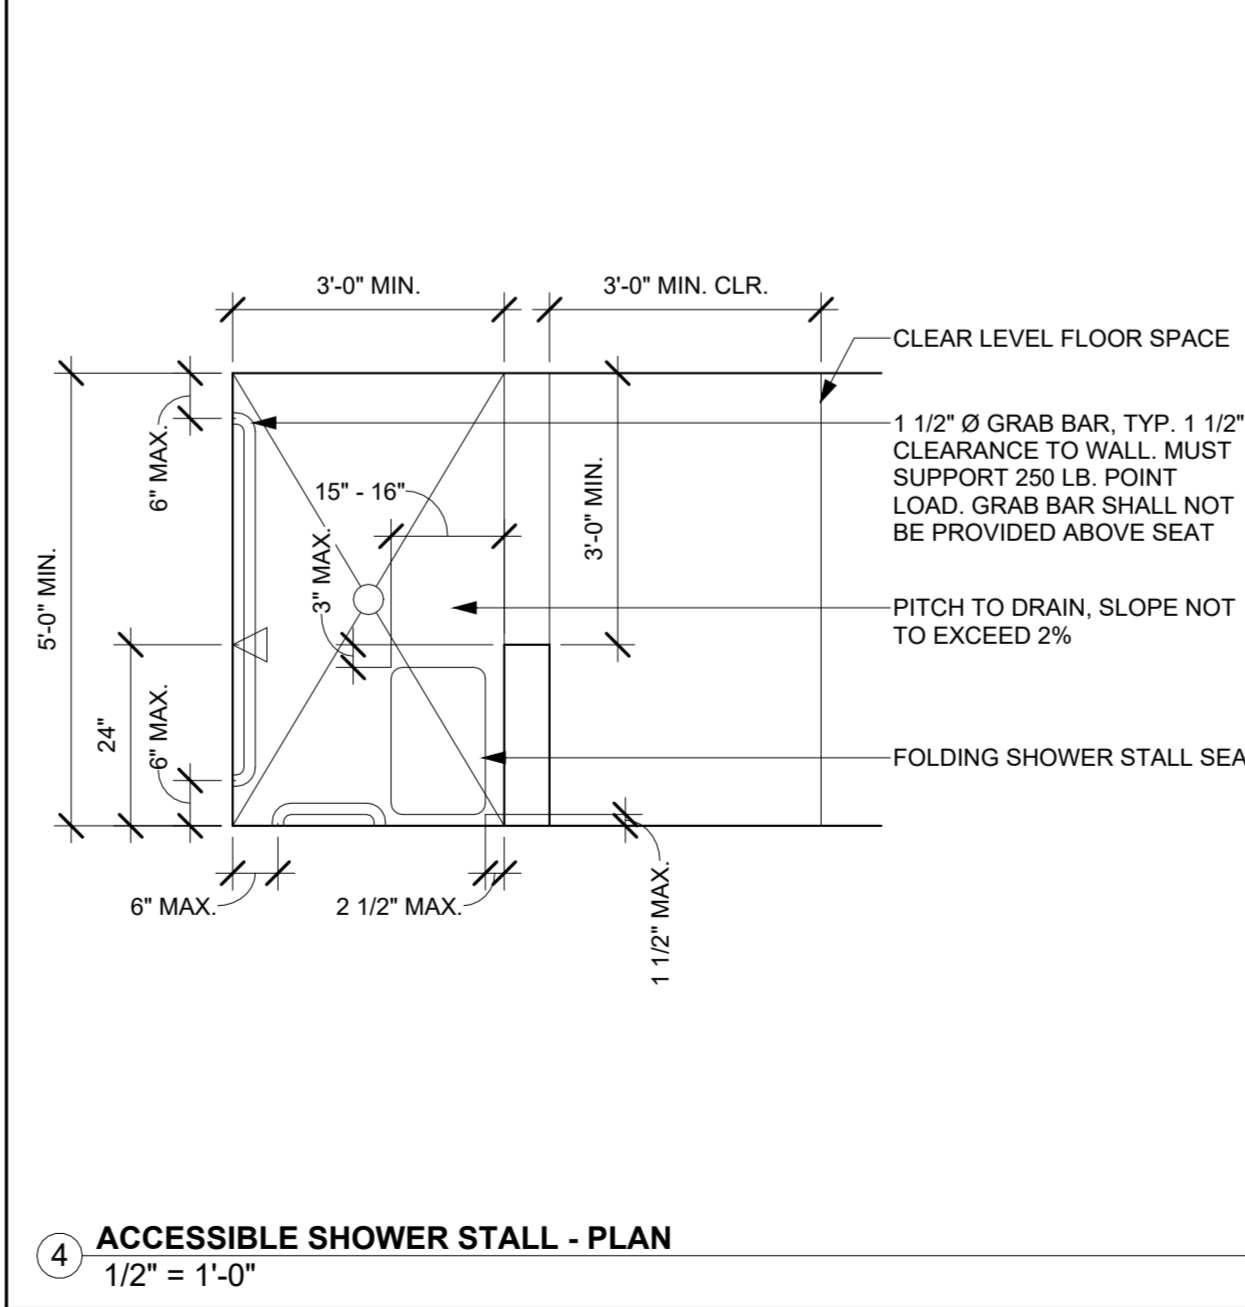 3'-0" MIN.
3'-0" MIN. CLR.
CLEAR LEVEL FLOOR SPACE
1 1/2" Ø GRAB BAR, TYP. 1 1/2"
CLEARANCE TO WALL. MUST
SUPPORT 250 LB. POINT
LOAD. GRAB BAR SHALL NOT
BE PROVIDED ABOVE SEAT
6" MAX.
15" - 16"
3'-0" MIN.
3" MAX.
5'-0" MIN.
PITCH TO DRAIN, SLOPE NOT
TO EXCEED 2%
24"
6" MAX.
FOLDING SHOWER STALL SEA
6" MAX.
2 1/2" MAX.
1 1/2" MAX.
4 ACCESSIBLE SHOWER STALL - PLAN
1/2" = 1'-0"